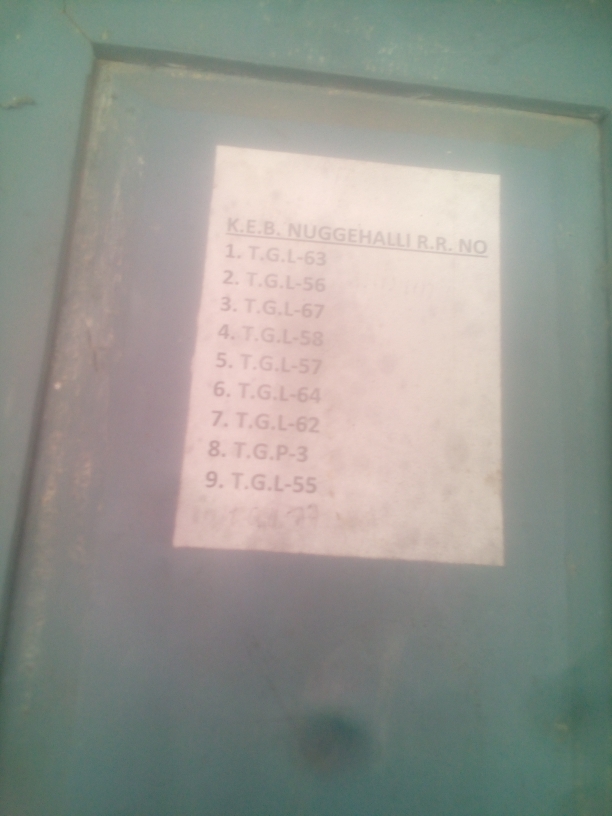 K.E.B. NUGGEHALLI R.R. NO
1. T.G.L-63
2. T.G.L-56
3. T.G.L-67
4. T.G.L-58
5. T.G.L-57
6. T.G.L-64
7. T.G.L-62
8. T.G.P-3
9. T.G.L-55